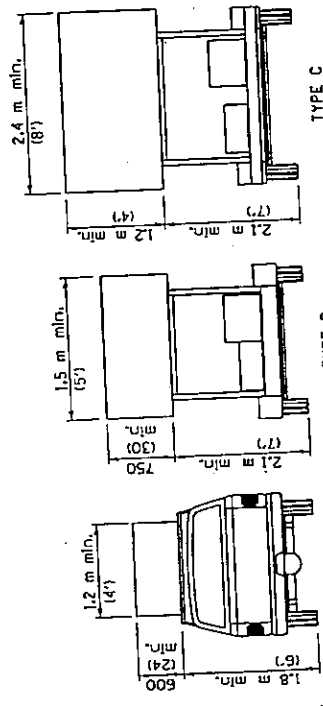 1.2 m min.
(4')
600
(24)
min
1.8 m min.
(6')
1.5 m min.
(5')
750
(30)
min
2.1 m min.
(7')
TYPE
2.4 m min.
(8')
1.2 m min.
(4')
2.1 m min.
(7')
TYPE C